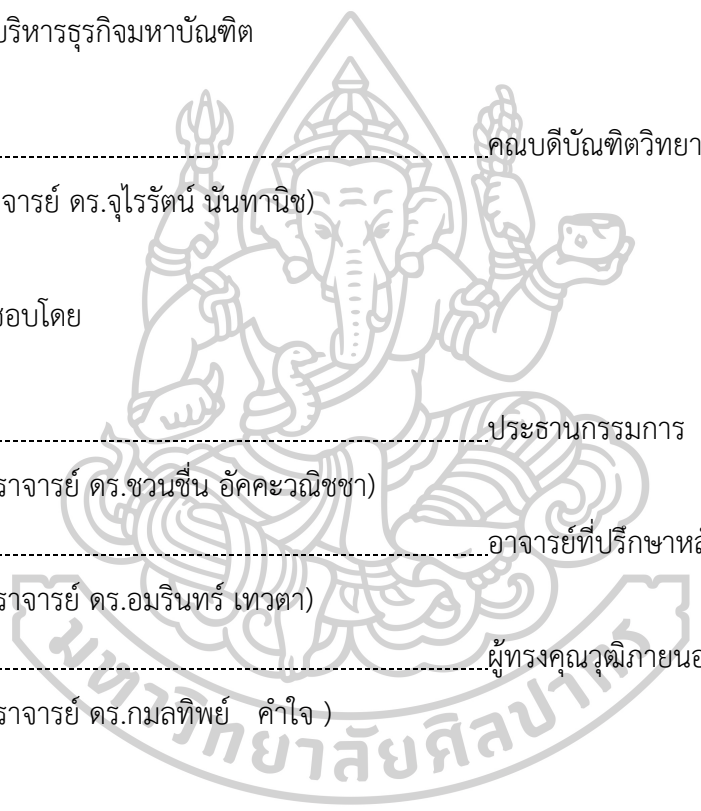 บริหารธุรกิจมหาบัณฑิต
คณบดีบัณฑิตวิทยา
จารย์ ดร.จุไรรัตน์ นันทานิช)
สอบโดย
ประธานกรรมการ
ราจารย์ ดร.ชวนชื่น อัคคะวณิชชา)
อาจารย์ที่ปรึกษาหลั
ราจารย์ ดร.อมรินทร์ เทวตา)
ผู้ทรงคุณวุฒิภายนอ
ราจารย์ ดร.กมลทิพย์ คำใจ )
มหาวิทยาลัยศิลปากร